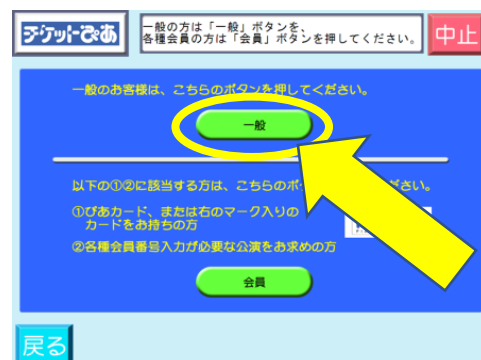 チケットぴあ
一般の方は「一般」ボタンを、
各種会員の方は「会員」ボタンを押してください。
中止
一般のお客様は、こちらのボタンを押してください。
一般
以下の①②に該当する方は、こちらのボ
ださい。
①ぴあカード、または右のマーク入りの
カードをお持ちの方
②各種会員番号入力が必要な公演をお求めの方
会員
戻る